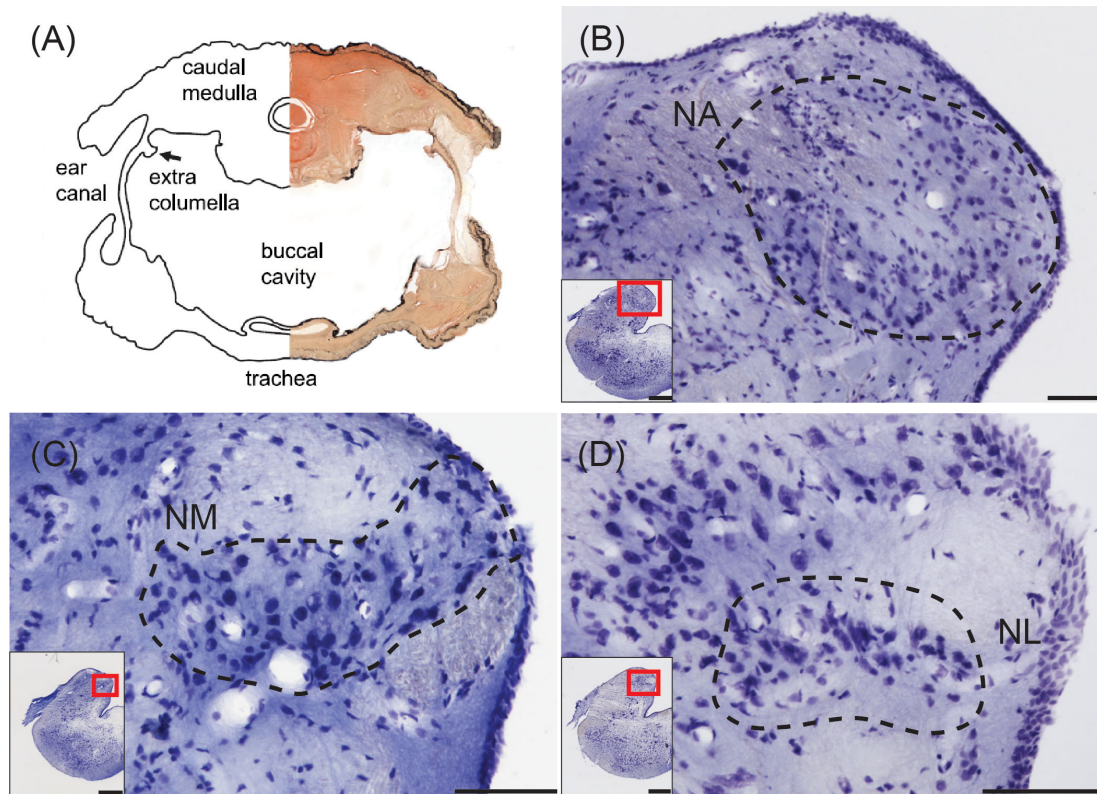 (A)
caudal
medulla
ear
canal
extra
columella
buccal
cavity
trachea
(B)
NA
(C)
NM
(D)
NL